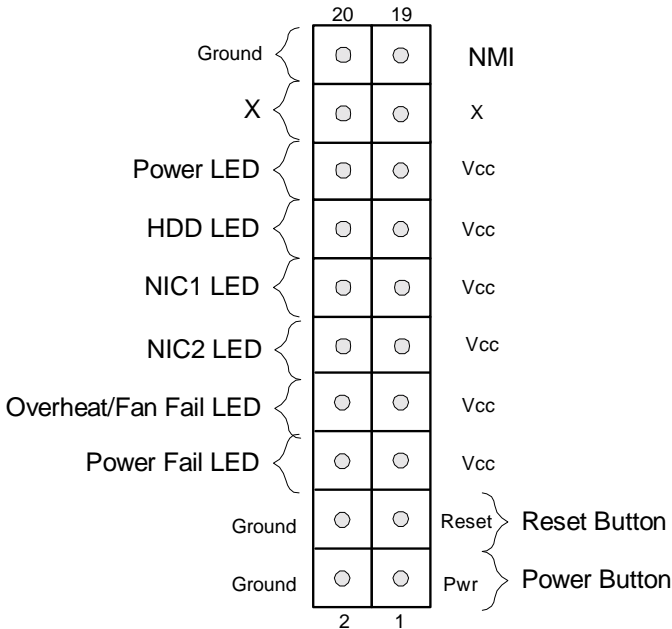 20 19
Ground NMI
X X
Power LED Vcc
HDD LED Vcc
NIC1 LED Vcc
NIC2 LED Vcc
Overheat/Fan Fail LED Vcc
Power Fail LED Vcc
Ground Reset Reset Button
Ground Pwr Power Button
2 1